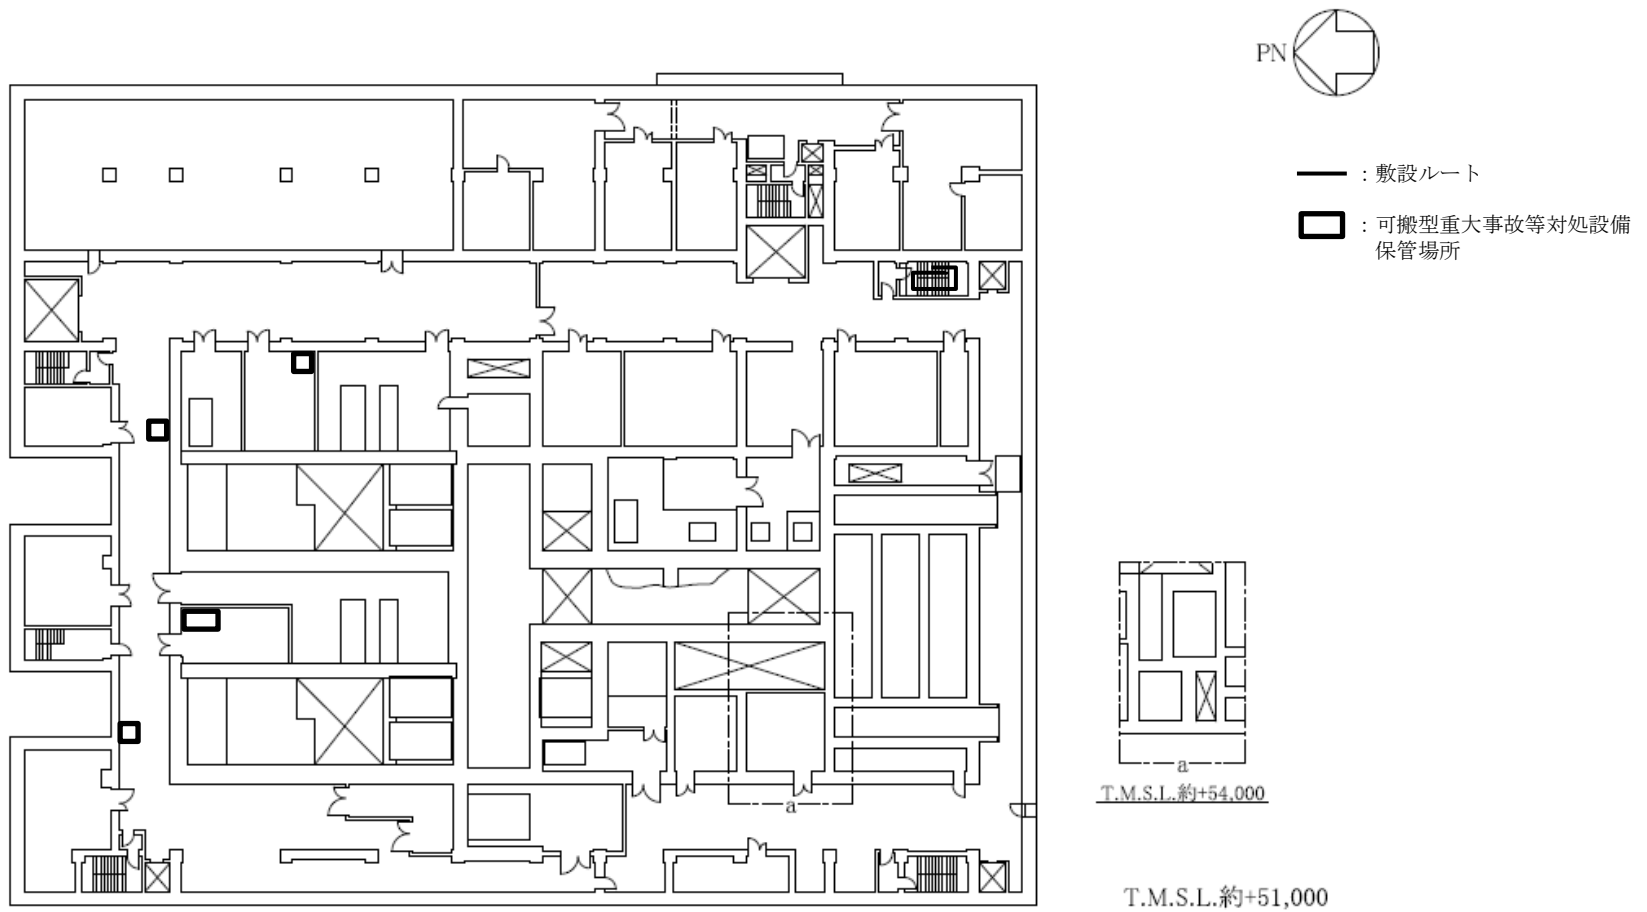 PN
：敷設ルート
：可搬型重大事故等対処設備
保管場所
a
T.M.S.L.約+54,000
a
T.M.S.L.約+51,000